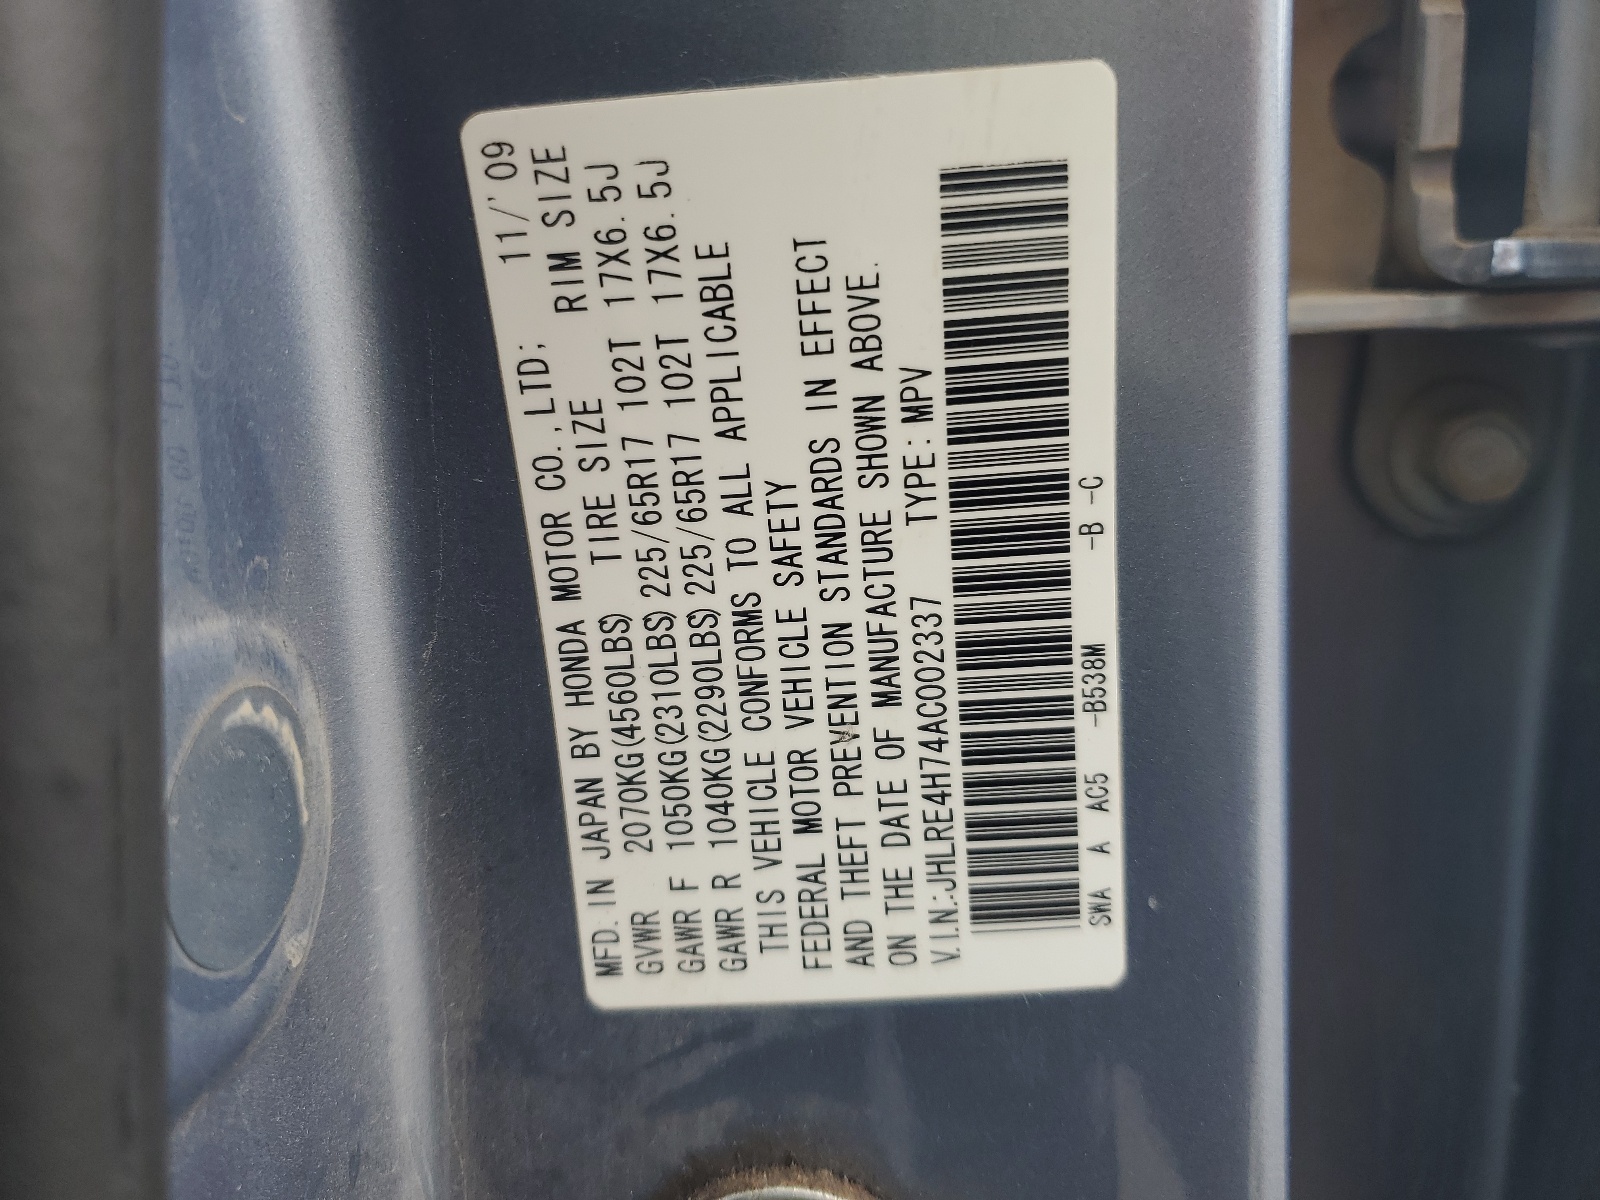 MFD. IN JAPAN BY HONDA MOTOR CO., LTD; 11/'09
GVWR 2070KG(4560LBS) TIRE SIZE RIM SIZE
GAWR F 1050KG(2310LBS) 225/65R17 102T 17X6.5J
GAWR R 1040KG(2290LBS) 225/65R17 102T 17X6.5J
THIS VEHICLE CONFORMS TO ALL APPLICABLE
FEDERAL MOTOR VEHICLE SAFETY
AND THEFT PREVENTION STANDARDS IN EFFECT
ON THE DATE OF MANUFACTURE SHOWN ABOVE.
V.I.N.:JHLRE4H74AC002337 TYPE:MPV
SWA A AC5 -B538M -B -C